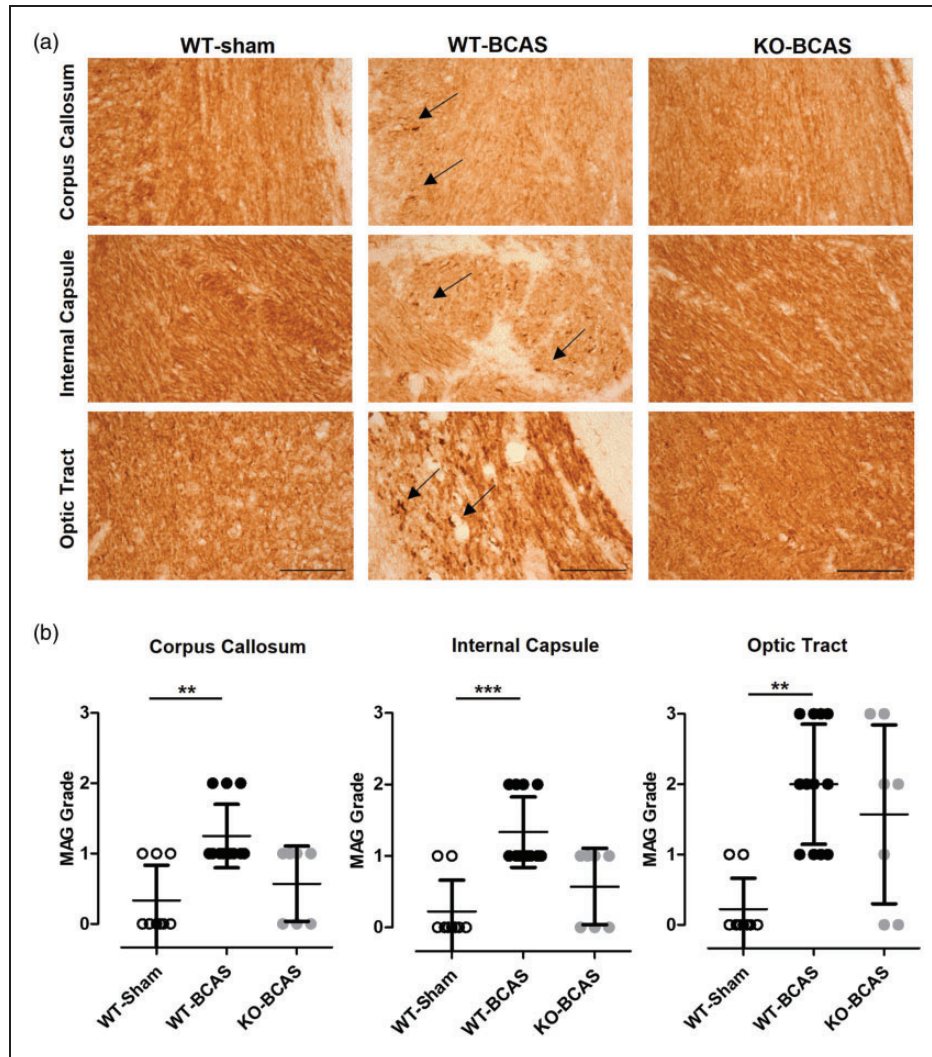 (a)
WT-sham WT-BCAS KO-BCAS
Corpus Callosum
Internal Capsule
Optic Tract
(b)
Corpus Callosum Internal Capsule Optic Tract
** *** **
MAG Grade MAG Grade MAG Grade
3 3 3
2 2 2
1 1 1
0 0 0
WT-Sham WT-BCAS KO-BCAS WT-Sham WT-BCAS KO-BCAS WT-Sham WT-BCAS KO-BCAS